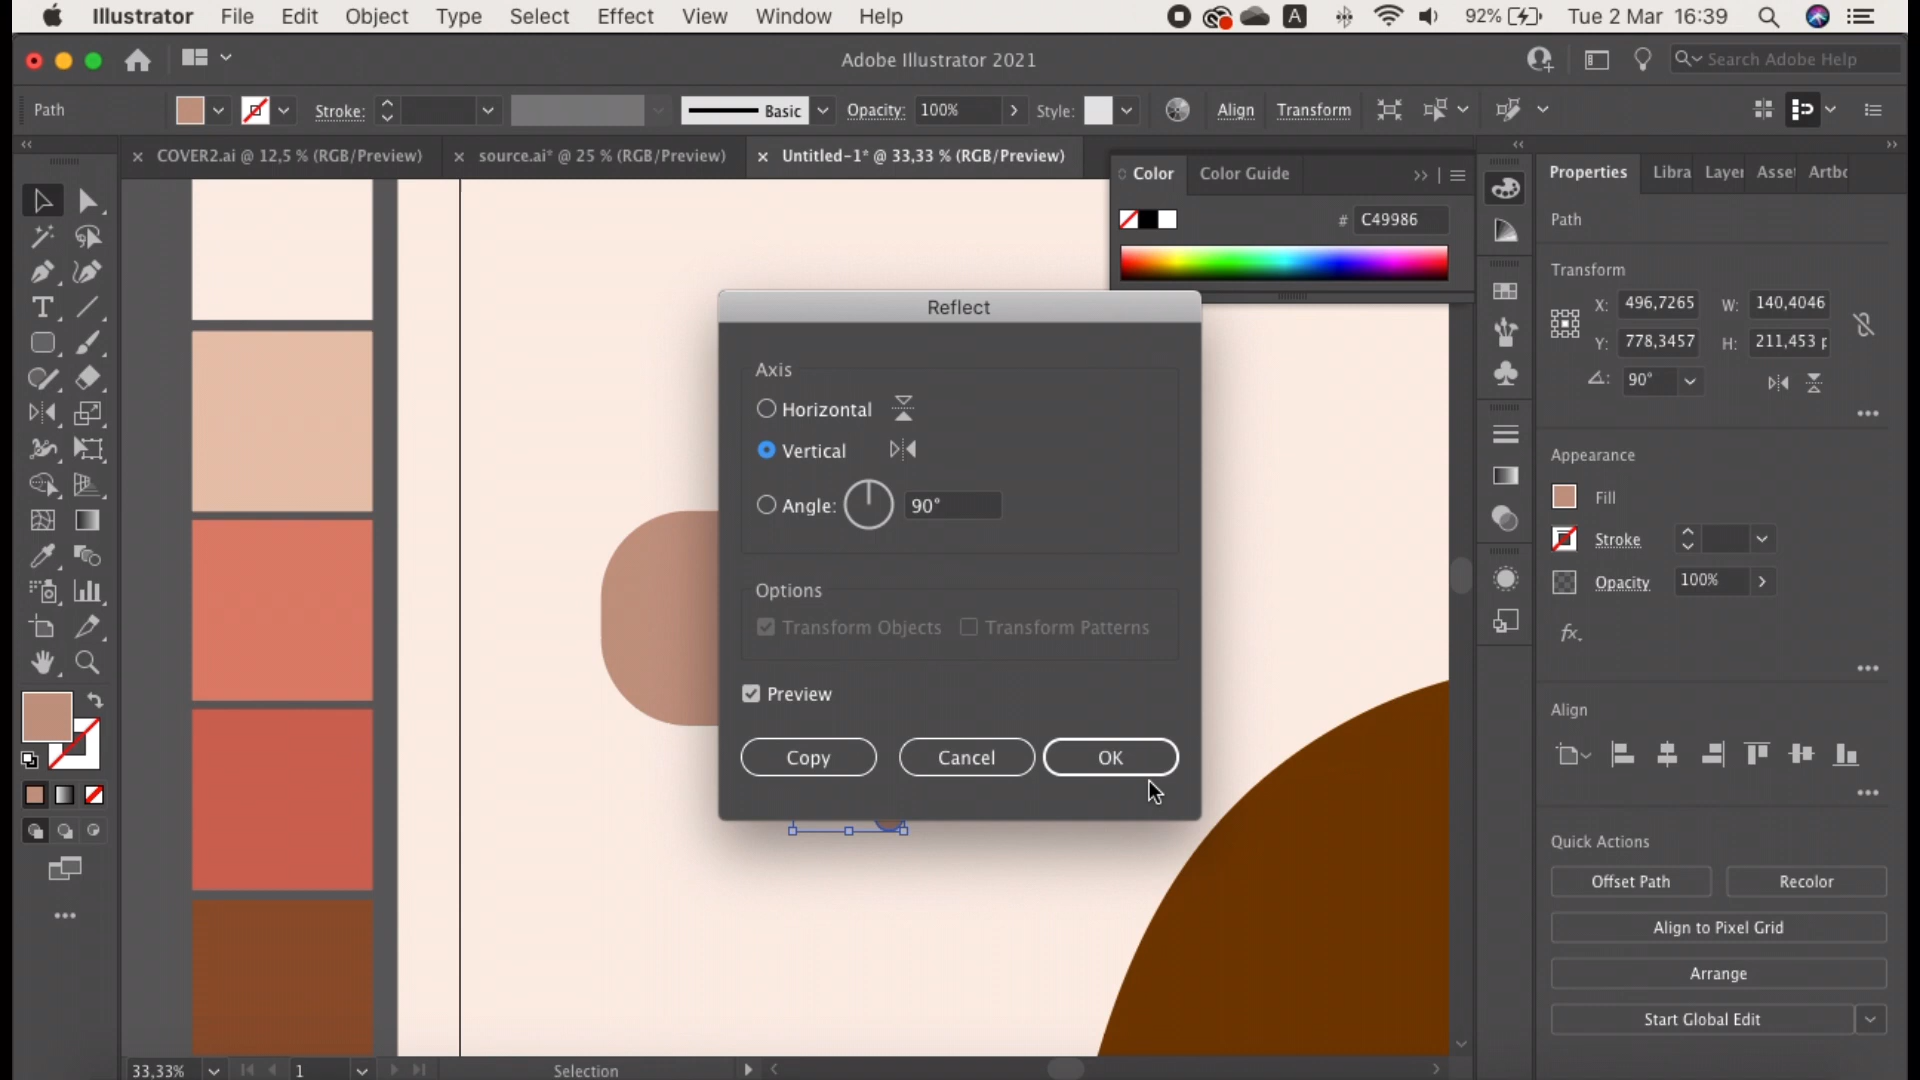 Illustrator File Edit Object Type Select Effect View Window Help A 92% Tue 2 Mar 16:39
Adobe Illustrator 2021 Search Adobe Help
Path Stroke: Basic Opacity: 100% Style: Align Transform
COVER2.ai @ 12,5 % (RGB/Preview) source.ai* @ 25 % (RGB/Preview) Untitled-1* @ 33,33 % (RGB/Preview)
Color Color Guide
# C49986
Reflect
Axis
Horizontal
Vertical
Angle: 90°
Options
Transform Objects Transform Patterns
Preview
Copy Cancel OK
Properties Libra Layer Asse Artbo
Path
Transform
X: 496,7265 W: 140,4046
Y: 778,3457 H: 211,453 p
90°
Appearance
Fill
Stroke
Opacity 100%
fx.
Align
Quick Actions
Offset Path Recolor
Align to Pixel Grid
Arrange
Start Global Edit
33,33% 1 Selection